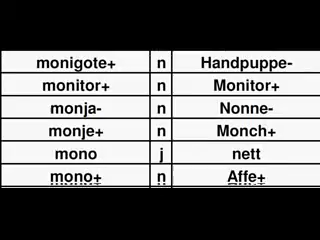 monigote+ n Handpuppe-
monitor+ n Monitor+
monja- n Nonne-
monje+ n Monch+
mono j nett
mono+ n Affe+